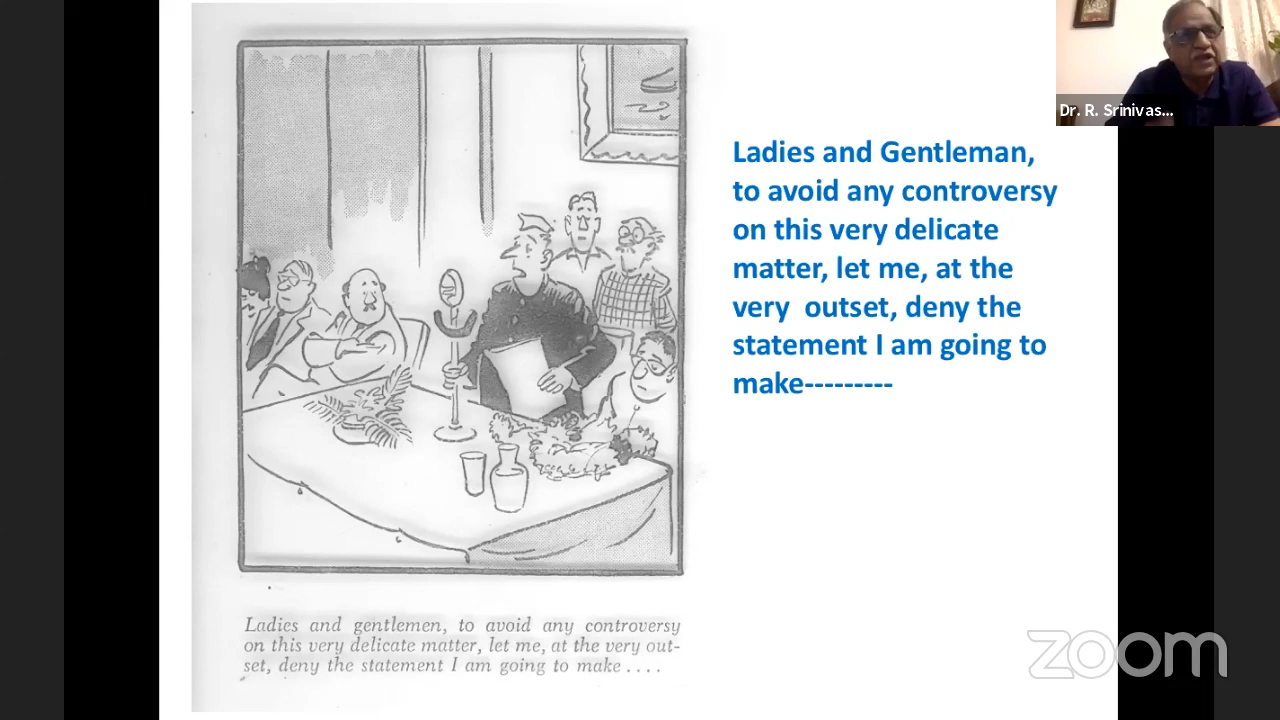 Dr. R. Srinivas...
Ladies and Gentleman,
to avoid any controversy
on this very delicate
matter, let me, at the
very  outset, deny the
statement I am going to
make---------
Ladies and gentlemen, to avoid any controversy
on this very delicate matter, let me, at the very out-
set, deny the statement I am going to make ....
zoom